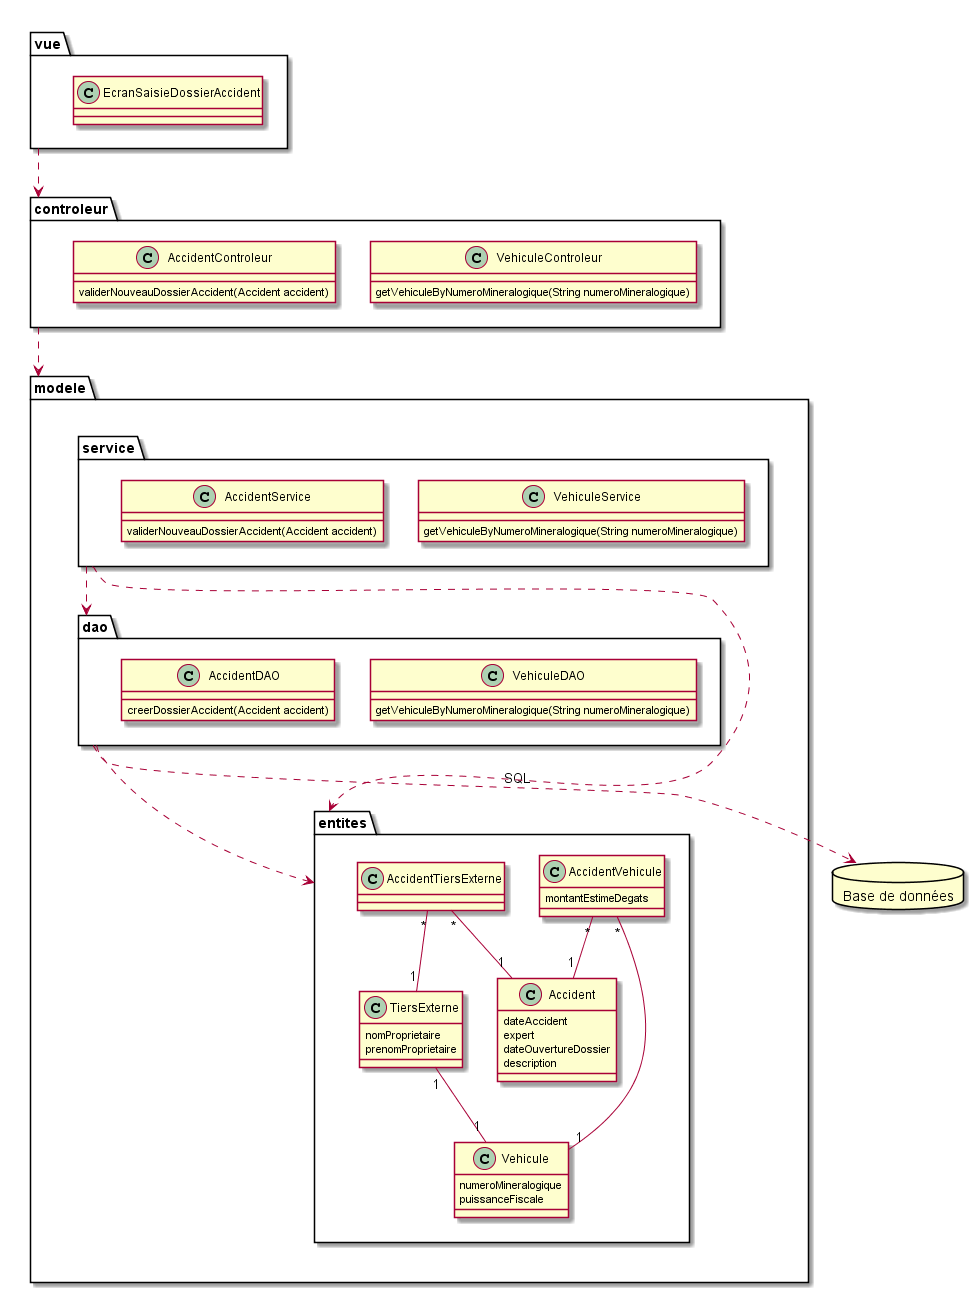 vue
C EcranSaisieDossierAccident
controleur
C AccidentControleur
validerNouveauDossierAccident(Accident accident)
C VehiculeControleur
getVehiculeByNumeroMineralogique(String numeroMineralogique)
modele
service
C AccidentService
validerNouveauDossierAccident(Accident accident)
C VehiculeService
getVehiculeByNumeroMineralogique(String numeroMineralogique)
dao
C AccidentDAO
creerDossierAccident(Accident accident)
C VehiculeDAO
getVehiculeByNumeroMineralogique(String numeroMineralogique)
SQL
entites
C AccidentTiersExterne
C AccidentVehicule
montantEstimeDegats
Base de données
* * * *
1 1 1
C TiersExterne
nomProprietaire
prenomProprietaire
C Accident
dateAccident
expert
dateOuvertureDossier
description
1
1 1
C Vehicule
numeroMineralogique
puissanceFiscale